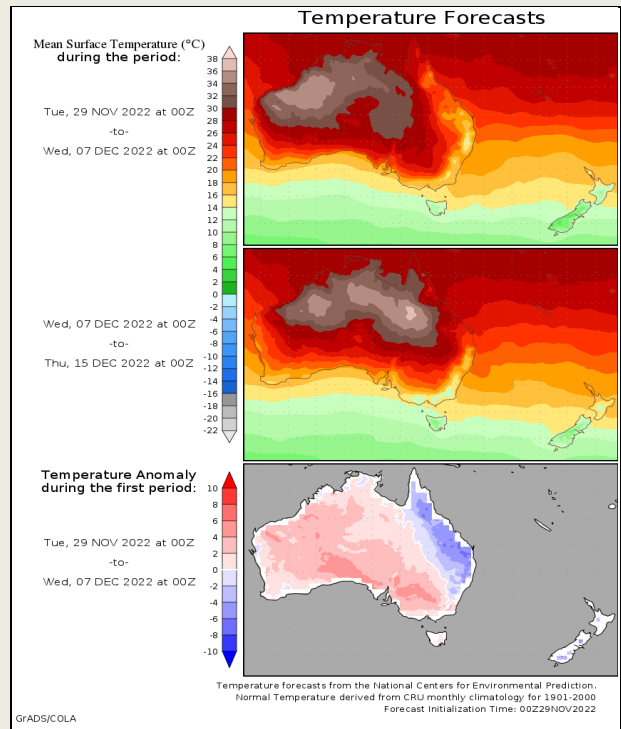 Temperature Forecasts
Mean Surface Temperature (°C)
during the period:
38
36
34
32
30
28
26
24
22
20
18
16
14
12
10
8
6
4
2
0
-2
-4
-6
-8
-10
-12
-14
-16
-18
-20
-22
Tue, 29 NOV 2022 at 00Z
-to-
Wed, 07 DEC 2022 at 00Z
Wed, 07 DEC 2022 at 00Z
-to-
Thu, 15 DEC 2022 at 00Z
Temperature Anomaly
during the first period:
10
8
6
4
2
0
-2
-4
-6
-8
-10
Tue, 29 NOV 2022 at 00Z
-to-
Wed, 07 DEC 2022 at 00Z
Temperature forecasts from the National Centers for Environmental Prediction.
Normal Temperature derived from CRU monthly climatology for 1901-2000
Forecast Initialization Time: 00Z29NOV2022
GrADS/COLA